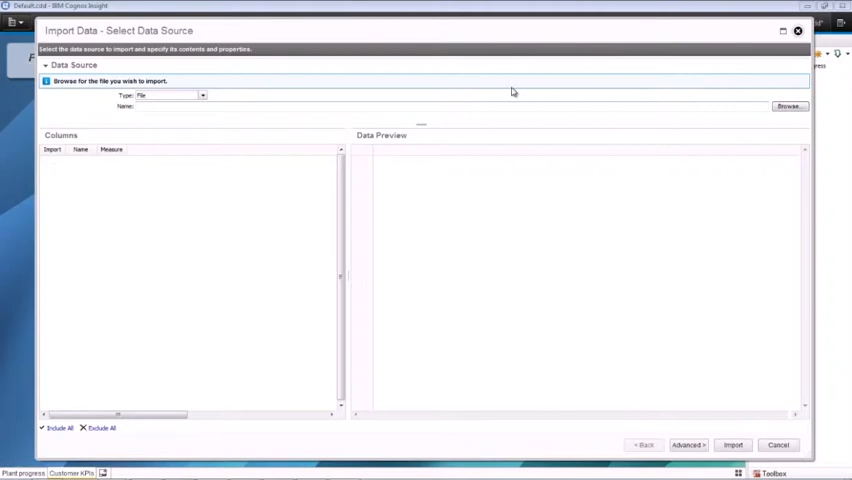 Default.cdd - IBM Cognos Insight
Import Data - Select Data Source
Select the data source to import and specify its contents and properties.
Data Source
Browse for the file you wish to import.
Type: File
Name:
Browse...
Columns
Data Preview
Import Name Measure
Include All Exclude All
< Back Advanced > Import Cancel
Plant progress Customer KPIs
Toolbox